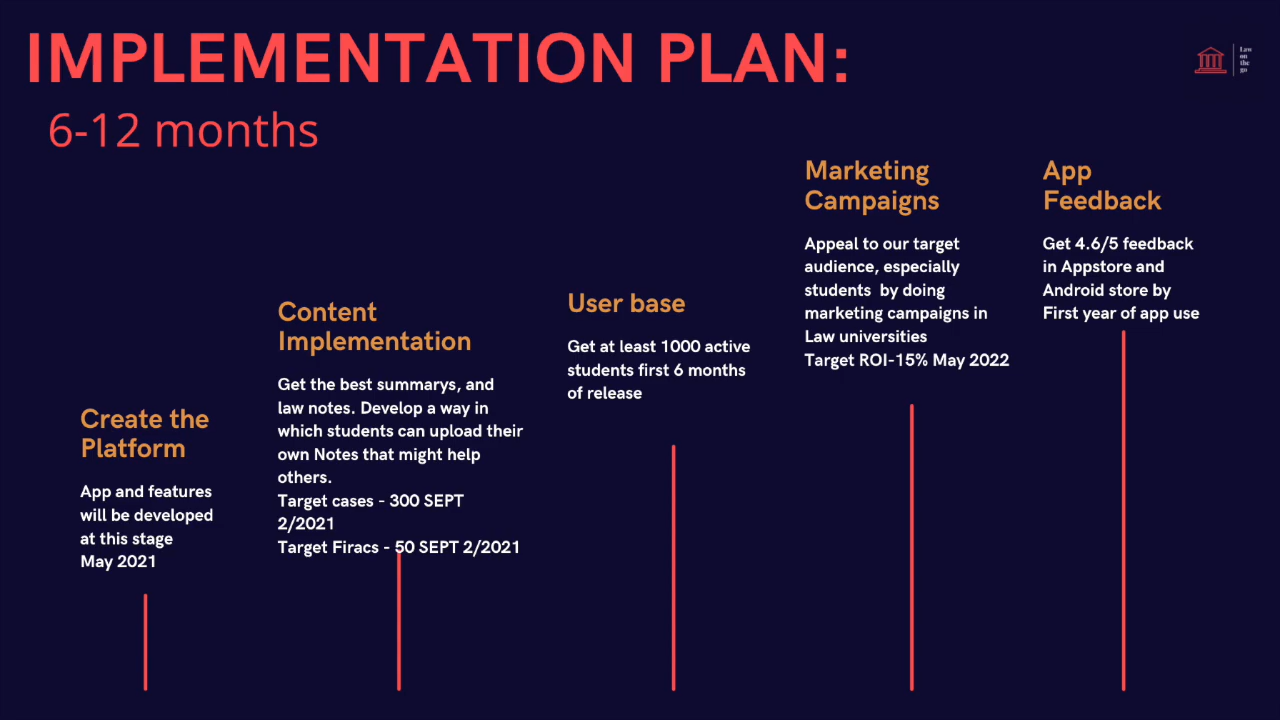 IMPLEMENTATION PLAN:
6-12 months
Law
on
the
go
Create the
Platform
App and features
will be developed
at this stage
May 2021
Content
Implementation
Get the best summarys, and
law notes. Develop a way in
which students can upload their
own Notes that might help
others.
Target cases - 300 SEPT
2/2021
Target Firacs - 50 SEPT 2/2021
User base
Get at least 1000 active
students first 6 months
of release
Marketing
Campaigns
Appeal to our target
audience, especially
students  by doing
marketing campaigns in
Law universities
Target ROI-15% May 2022
App
Feedback
Get 4.6/5 feedback
in Appstore and
Android store by
First year of app use